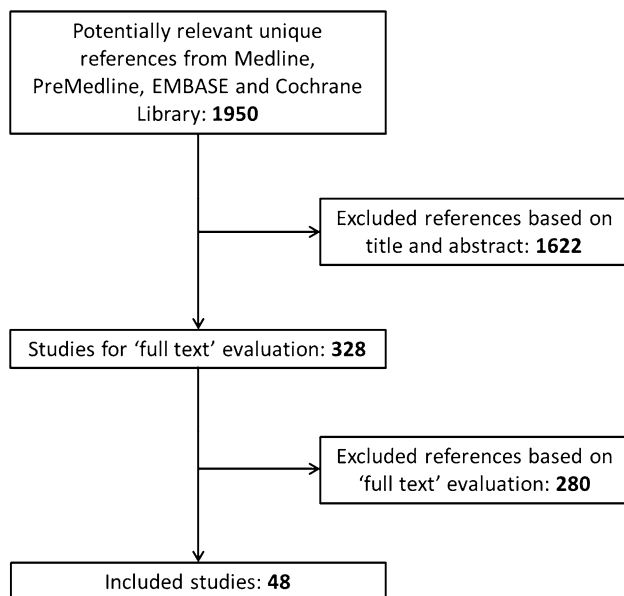 Potentially relevant unique
references from Medline,
PreMedline, EMBASE and Cochrane
Library: 1950
Excluded references based on
title and abstract: 1622
Studies for ‘full text’ evaluation: 328
Excluded references based on
‘full text’ evaluation: 280
Included studies: 48